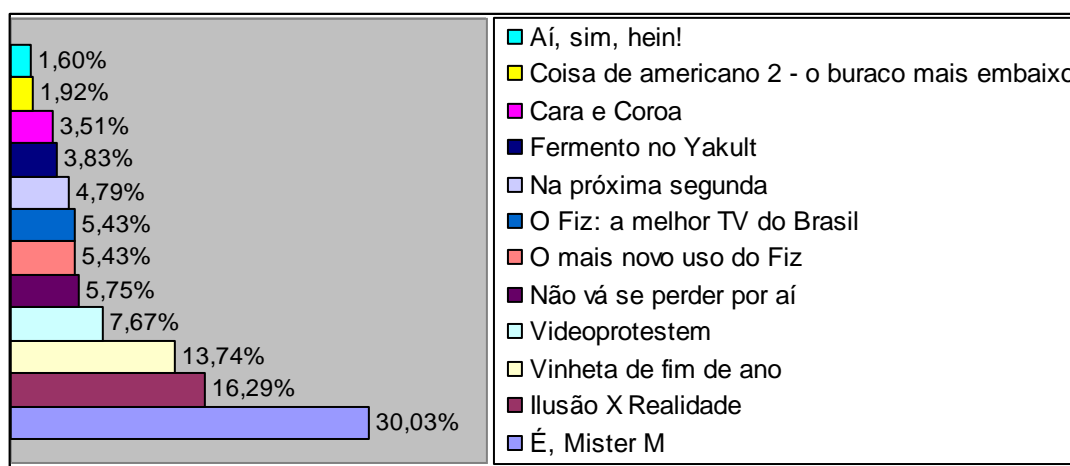 1,60%
1,92%
3,51%
3,83%
4,79%
5,43%
5,43%
5,75%
7,67%
13,74%
16,29%
30,03%
Aí, sim, hein!
Coisa de americano 2 - o buraco mais embaixo
Cara e Coroa
Fermento no Yakult
Na próxima segunda
O Fiz: a melhor TV do Brasil
O mais novo uso do Fiz
Não vá se perder por aí
Videoprotestem
Vinheta de fim de ano
Ilusão X Realidade
É, Mister M